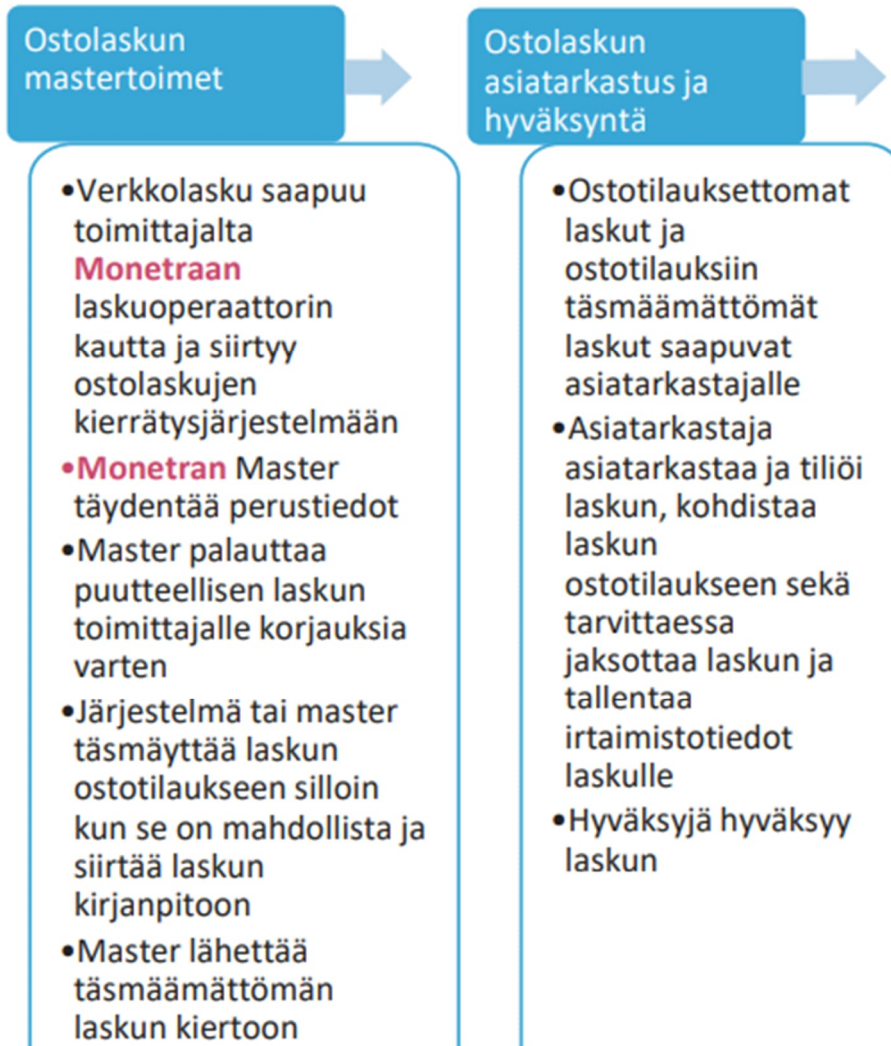 Ostolaskun
mastertoimet
•Verkkolasku saapuu
toimittajalta
Monetraan
laskuoperaattorin
kautta ja siirtyy
ostolaskujen
kierrätysjärjestelmään
•Monetran Master
täydentää perustiedot
•Master palauttaa
puutteellisen laskun
toimittajalle korjauksia
varten
•Järjestelmä tai master
täsmäyttää laskun
ostotilaukseen silloin
kun se on mahdollista ja
siirtää laskun
kirjanpitoon
•Master lähettää
täsmäämättömän
laskun kiertoon
Ostolaskun
asiatarkastus ja
hyväksyntä
•Ostotilauksettomat
laskut ja
ostotilauksiin
täsmäämättömät
laskut saapuvat
asiatarkastajalle
•Asiatarkastaja
asiatarkastaa ja tiliöi
laskun, kohdistaa
laskun
ostotilaukseen sekä
tarvittaessa
jaksottaa laskun ja
tallentaa
irtaimistotiedot
laskulle
•Hyväksyjä hyväksyy
laskun